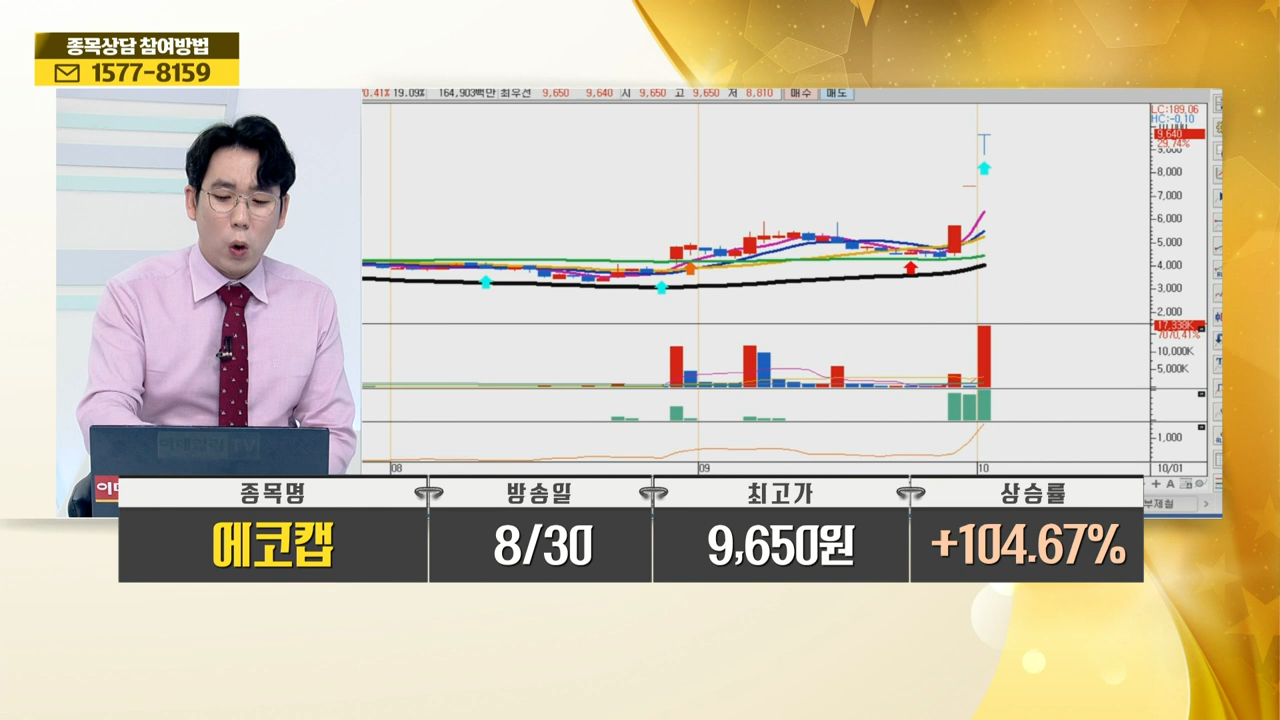 종목상담 참여방법
1577-8159
0.41% 19.09% 164,903백만 최우선 9,650 9,640 시 9,650 고 9,650 저 8,810 매수 매도
LC:189.06
HC:-0.10
9,640
29.74%
9,000
8,000
7,000
6,000
5,000
4,000
3,000
2,000
17,338K
7070.41%
10,000K
5,000K
1,000
08
09
10
10/01
이데일리 TV
종목명 방송일 최고가 상승률
에코캡 8/30 9,650원 +104.67%